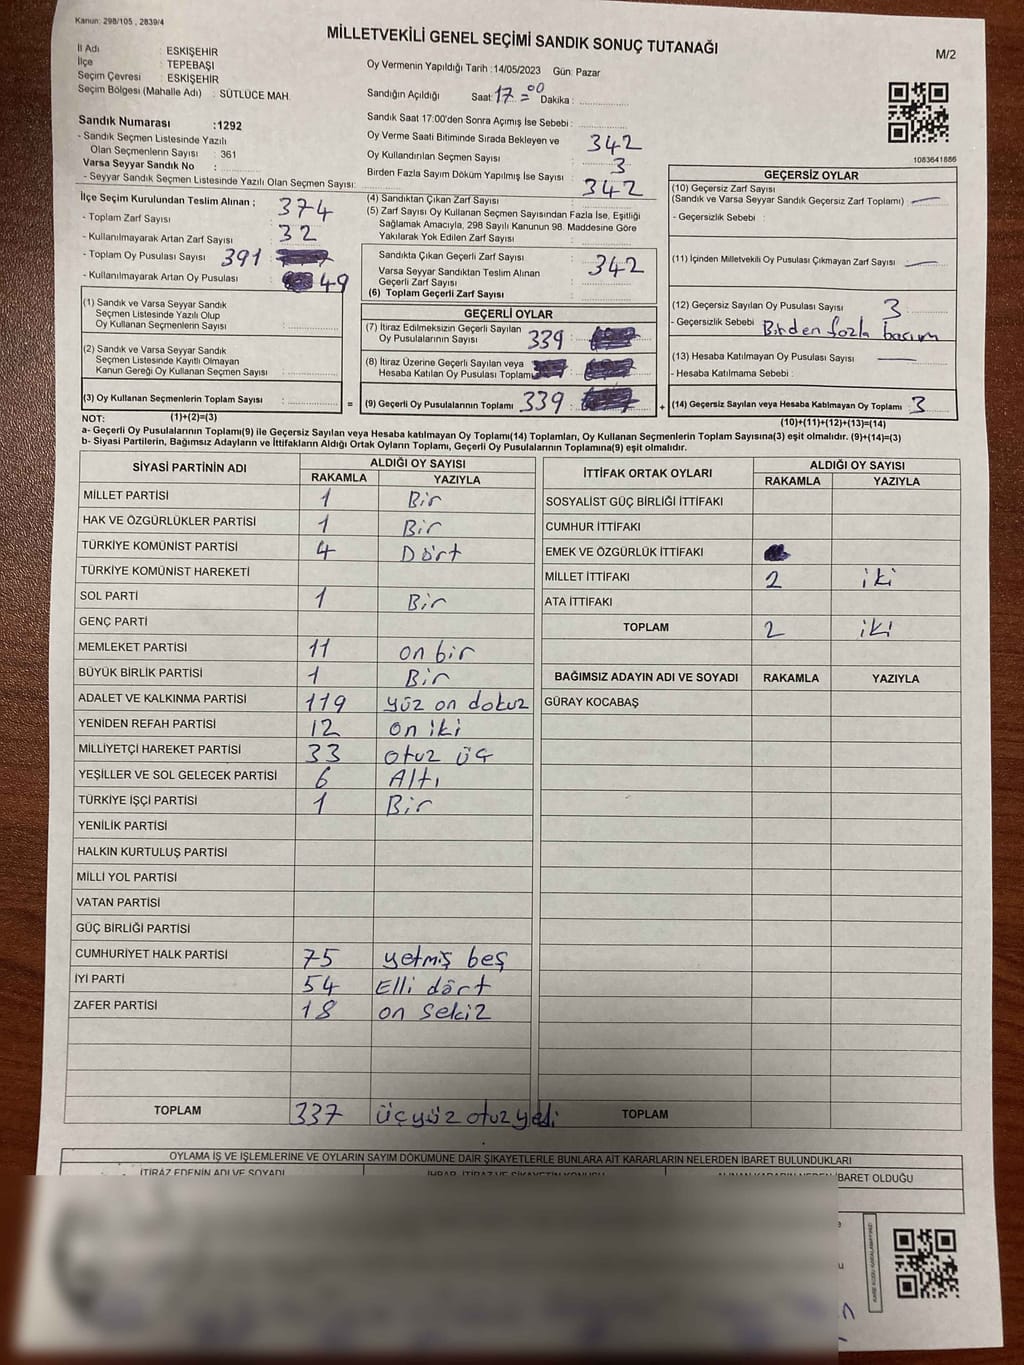 Kanun: 298/105 , 2839/4
MİLLETVEKİLİ GENEL SEÇİMİ SANDIK SONUÇ TUTANAĞI
M/2
İl Adı : ESKİŞEHİR
İlçe : TEPEBAŞI
Seçim Çevresi : ESKİŞEHİR
Seçim Bölgesi (Mahalle Adı) : SÜTLÜCE MAH.
Oy Vermenin Yapıldığı Tarih :14/05/2023 Gün: Pazar
Sandığın Açıldığı Saat: 17 00 Dakika :
Sandık Numarası :1292
- Sandık Seçmen Listesinde Yazılı
Olan Seçmenlerin Sayısı : 361
Varsa Seyyar Sandık No :
- Seyyar Sandık Seçmen Listesinde Yazılı Olan Seçmen Sayısı:
Sandık Saat 17:00'den Sonra Açımış İse Sebebi :
Oy Verme Saati Bitiminde Sırada Bekleyen ve
Oy Kullandırılan Seçmen Sayısı : 342
Birden Fazla Sayım Döküm Yapılmış İse Sayısı : 3
1083641886
İlçe Seçim Kurulundan Teslim Alınan ;
- Toplam Zarf Sayısı : 374
- Kullanılmayarak Artan Zarf Sayısı : 32
- Toplam Oy Pusulası Sayısı 391
- Kullanılmayarak Artan Oy Pusulası : 49
(1) Sandık ve Varsa Seyyar Sandık
Seçmen Listesinde Yazılı Olup
Oy Kullanan Seçmenlerin Sayısı :
(2) Sandık ve Varsa Seyyar Sandık
Seçmen Listesinde Kayıtlı Olmayan
Kanun Gereği Oy Kullanan Seçmen Sayısı :
(3) Oy Kullanan Seçmenlerin Toplam Sayısı :
(1)+(2)=(3)
(4) Sandıktan Çıkan Zarf Sayısı : 342
(5) Zarf Sayısı Oy Kullanan Seçmen Sayısından Fazla İse, Eşitliği
Sağlamak Amacıyla, 298 Sayılı Kanunun 98. Maddesine Göre
Yakılarak Yok Edilen Zarf Sayısı :
Sandıkta Çıkan Geçerli Zarf Sayısı : 342
Varsa Seyyar Sandıktan Teslim Alınan
Geçerli Zarf Sayısı :
(6) Toplam Geçerli Zarf Sayısı :
GEÇERLİ OYLAR
(7) İtiraz Edilmeksizin Geçerli Sayılan
Oy Pusulalarının Sayısı : 339
(8) İtiraz Üzerine Geçerli Sayılan veya
Hesaba Katılan Oy Pusulası Toplamı
= (9) Geçerli Oy Pusulalarının Toplamı 339 +
GEÇERSİZ OYLAR
(10) Geçersiz Zarf Sayısı
(Sandık ve Varsa Seyyar Sandık Geçersiz Zarf Toplamı) : —
- Geçersizlik Sebebi :
(11) İçinden Milletvekili Oy Pusulası Çıkmayan Zarf Sayısı : —
(12) Geçersiz Sayılan Oy Pusulası Sayısı : 3
- Geçersizlik Sebebi : Birden fazla basım
(13) Hesaba Katılmayan Oy Pusulası Sayısı : —
- Hesaba Katılmama Sebebi :
(14) Geçersiz Sayılan veya Hesaba Katılmayan Oy Toplamı : 3
(10)+(11)+(12)+(13)=(14)
NOT:
a- Geçerli Oy Pusulalarının Toplamı(9) ile Geçersiz Sayılan veya Hesaba katılmayan Oy Toplamı(14) Toplamları, Oy Kullanan Seçmenlerin Toplam Sayısına(3) eşit olmalıdır. (9)+(14)=(3)
b- Siyasi Partilerin, Bağımsız Adayların ve İttifakların Aldığı Ortak Oyların Toplamı, Geçerli Oy Pusulalarının Toplamına(9) eşit olmalıdır.
SİYASİ PARTİNİN ADI ALDIĞI OY SAYISI
RAKAMLA YAZIYLA
MİLLET PARTİSİ 1 Bir
HAK VE ÖZGÜRLÜKLER PARTİSİ 1 Bir
TÜRKİYE KOMÜNİST PARTİSİ 4 Dört
TÜRKİYE KOMÜNİST HAREKETİ
SOL PARTİ 1 Bir
GENÇ PARTİ
MEMLEKET PARTİSİ 11 on bir
BÜYÜK BİRLİK PARTİSİ 1 Bir
ADALET VE KALKINMA PARTİSİ 119 yüz on dokuz
YENİDEN REFAH PARTİSİ 12 on iki
MİLLİYETÇİ HAREKET PARTİSİ 33 otuz üç
YEŞİLLER VE SOL GELECEK PARTİSİ 6 Altı
TÜRKİYE İŞÇİ PARTİSİ 1 Bir
YENİLİK PARTİSİ
HALKIN KURTULUŞ PARTİSİ
MİLLİ YOL PARTİSİ
VATAN PARTİSİ
GÜÇ BİRLİĞİ PARTİSİ
CUMHURİYET HALK PARTİSİ 75 yetmiş beş
İYİ PARTİ 54 Elli dört
ZAFER PARTİSİ 18 on sekiz
TOPLAM 337 üçyüz otuz yedi
İTTİFAK ORTAK OYLARI ALDIĞI OY SAYISI
RAKAMLA YAZIYLA
SOSYALİST GÜÇ BİRLİĞİ İTTİFAKI
CUMHUR İTTİFAKI
EMEK VE ÖZGÜRLÜK İTTİFAKI
MİLLET İTTİFAKI 2 iki
ATA İTTİFAKI
TOPLAM 2 iki
BAĞIMSIZ ADAYIN ADI VE SOYADI RAKAMLA YAZIYLA
GÜRAY KOCABAŞ
TOPLAM
OYLAMA İŞ VE İŞLEMLERİNE VE OYLARIN SAYIM DÖKÜMÜNE DAİR ŞİKAYETLERLE BUNLARA AİT KARARLARIN NELERDEN İBARET BULUNDUKLARI
İTİRAZ EDENİN ADI VE SOYADI
İBARET OLDUĞU